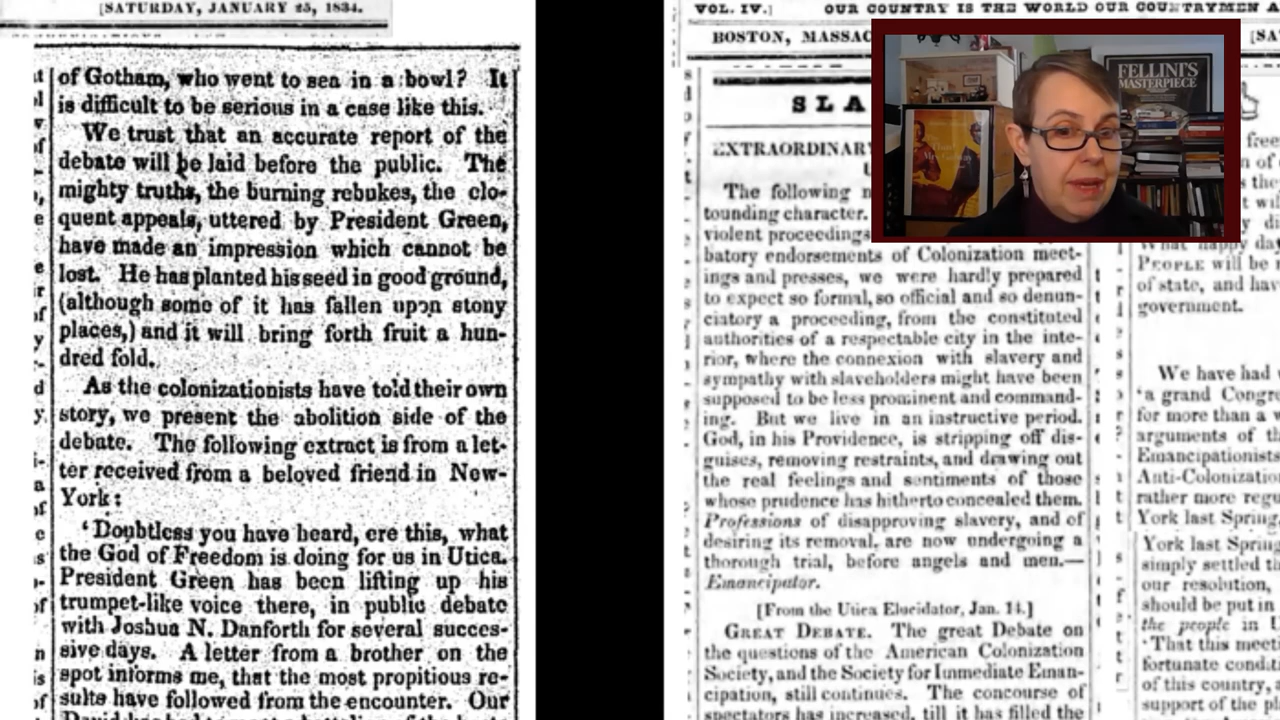 [SATURDAY, JANUARY 25, 1834.
of Gotham, who went to sea in a bowl? It
is difficult to be serious in a case like this.
We trust that an accurate report of the
debate will be laid before the public. The
mighty truths, the burning rebukes, the elo-
quent appeals, uttered by President Green,
have made an impression which cannot be
lost. He has planted his seed in good ground,
(although some of it has fallen upon stony
places,) and it will bring forth fruit a hun-
dred fold.
As the colonizationists have told their own
story, we present the abolition side of the
debate. The following extract is from a let-
ter received from a beloved friend in New-
York:
'Doubtless you have heard, ere this, what
the God of Freedom is doing for us in Utica.
President Green has been lifting up his
trumpet-like voice there, in public debate
with Joshua N. Danforth for several succes-
sive days. A letter from a brother on the
spot informs me, that the most propitious re-
sults have followed from the encounter. Our
VOL. IV.] OUR COUNTRY IS THE WORLD OUR COUNTRYMEN A
BOSTON, MASSAC
[SA
SLA
EXTRAORDINAR
The following
tounding character.
violent proceedings
batory endorsements of Colonization meet-
ings and presses, we were hardly prepared
to expect so formal, so official and so denun-
ciatory a proceeding, from the constituted
authorities of a respectable city in the inte-
rior, where the connexion with slavery and
sympathy with slaveholders might have been
supposed to be less prominent and command-
ing. But we live in an instructive period.
God, in his Providence, is stripping off dis-
guises, removing restraints, and drawing out
the real feelings and sentiments of those
whose prudence has hitherto concealed them.
Professions of disapproving slavery, and of
desiring its removal, are now undergoing a
thorough trial, before angels and men.—
Emancipator.
[From the Utica Elucidator, Jan. 14.]
GREAT DEBATE. The great Debate on
the questions of the American Colonization
Society, and the Society for Immediate Eman-
cipation, still continues. The concourse of
spectators has increased, till it has filled the
FELLINI'S
MASTERPIECE
free
What happy day
PEOPLE will be
of state, and hav
government.
We have had
'a grand Congre
for more than a
arguments of th
Emancipationists
Anti-Colonizatio
rather more regu
York last Spring
York last Spring
simply settled th
our resolution,
should be put in
the people in
'That this meeti
fortunate condit
of this country,
support of the pl